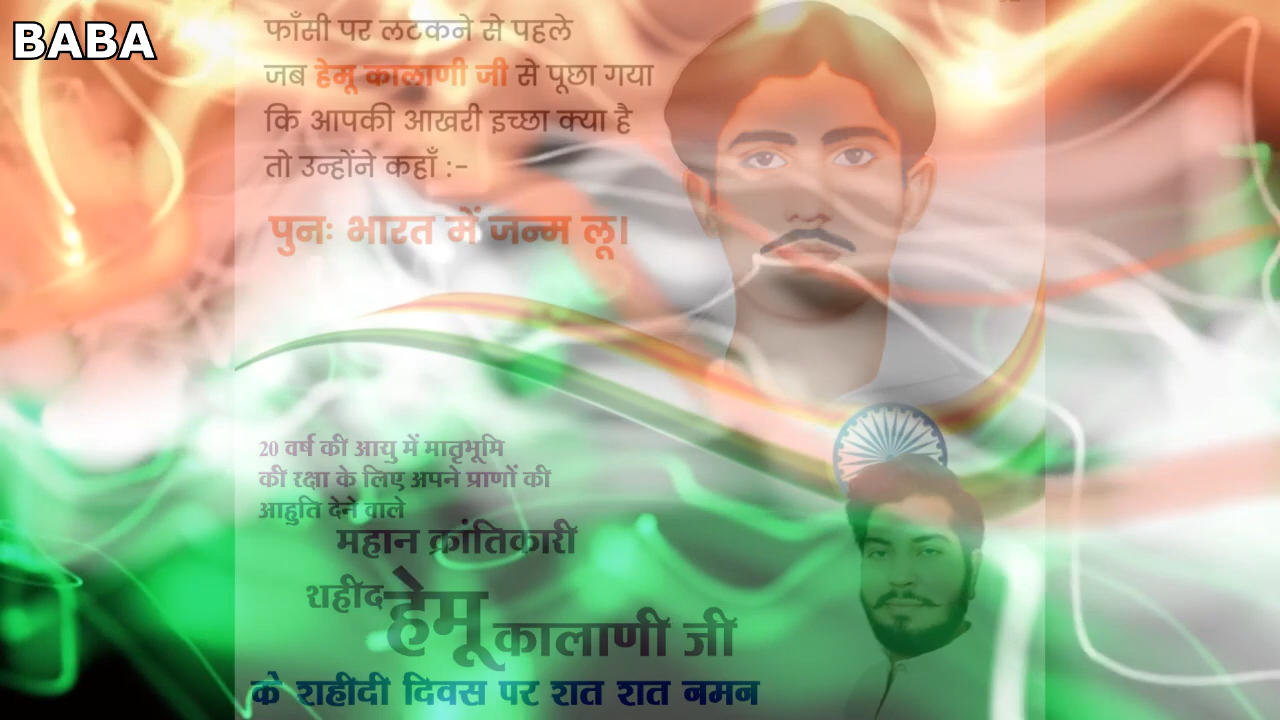 BABA
फाँसी पर लटकने से पहले
जब हेमू कालाणी जी से पूछा गया
कि आपकी आखरी इच्छा क्या है
तो उन्होंने कहाँ :-
पुनः भारत में जन्म लू।
20 वर्ष की आयु में मातृभूमि
की रक्षा के लिए अपने प्राणों की
आहुति देने वाले
महान क्रांतिकारी
शहीद हेमू कालाणी जी
के शहीदी दिवस पर शत शत नमन